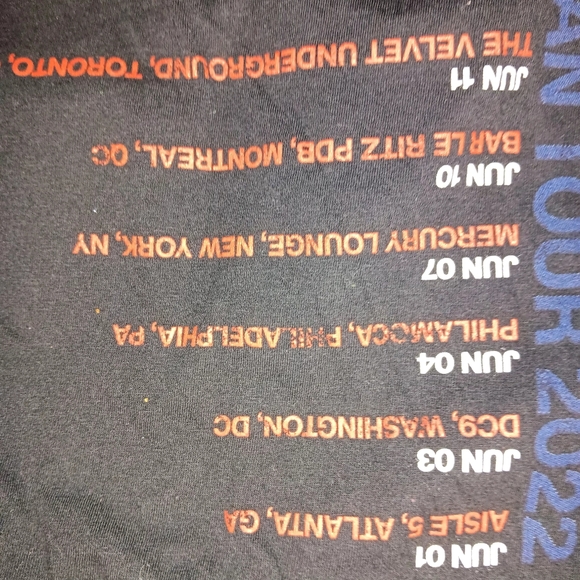 AN TOUR 2022
JUN 01
AISLE 5, ATLANTA, GA
JUN 03
DC9, WASHINGTON, DC
JUN 04
PHILAMOCA, PHILADELPHIA, PA
JUN 07
MERCURY LOUNGE, NEW YORK, NY
JUN 10
BAR LE RITZ PDB, MONTREAL, QC
JUN 11
THE VELVET UNDERGROUND, TORONTO,